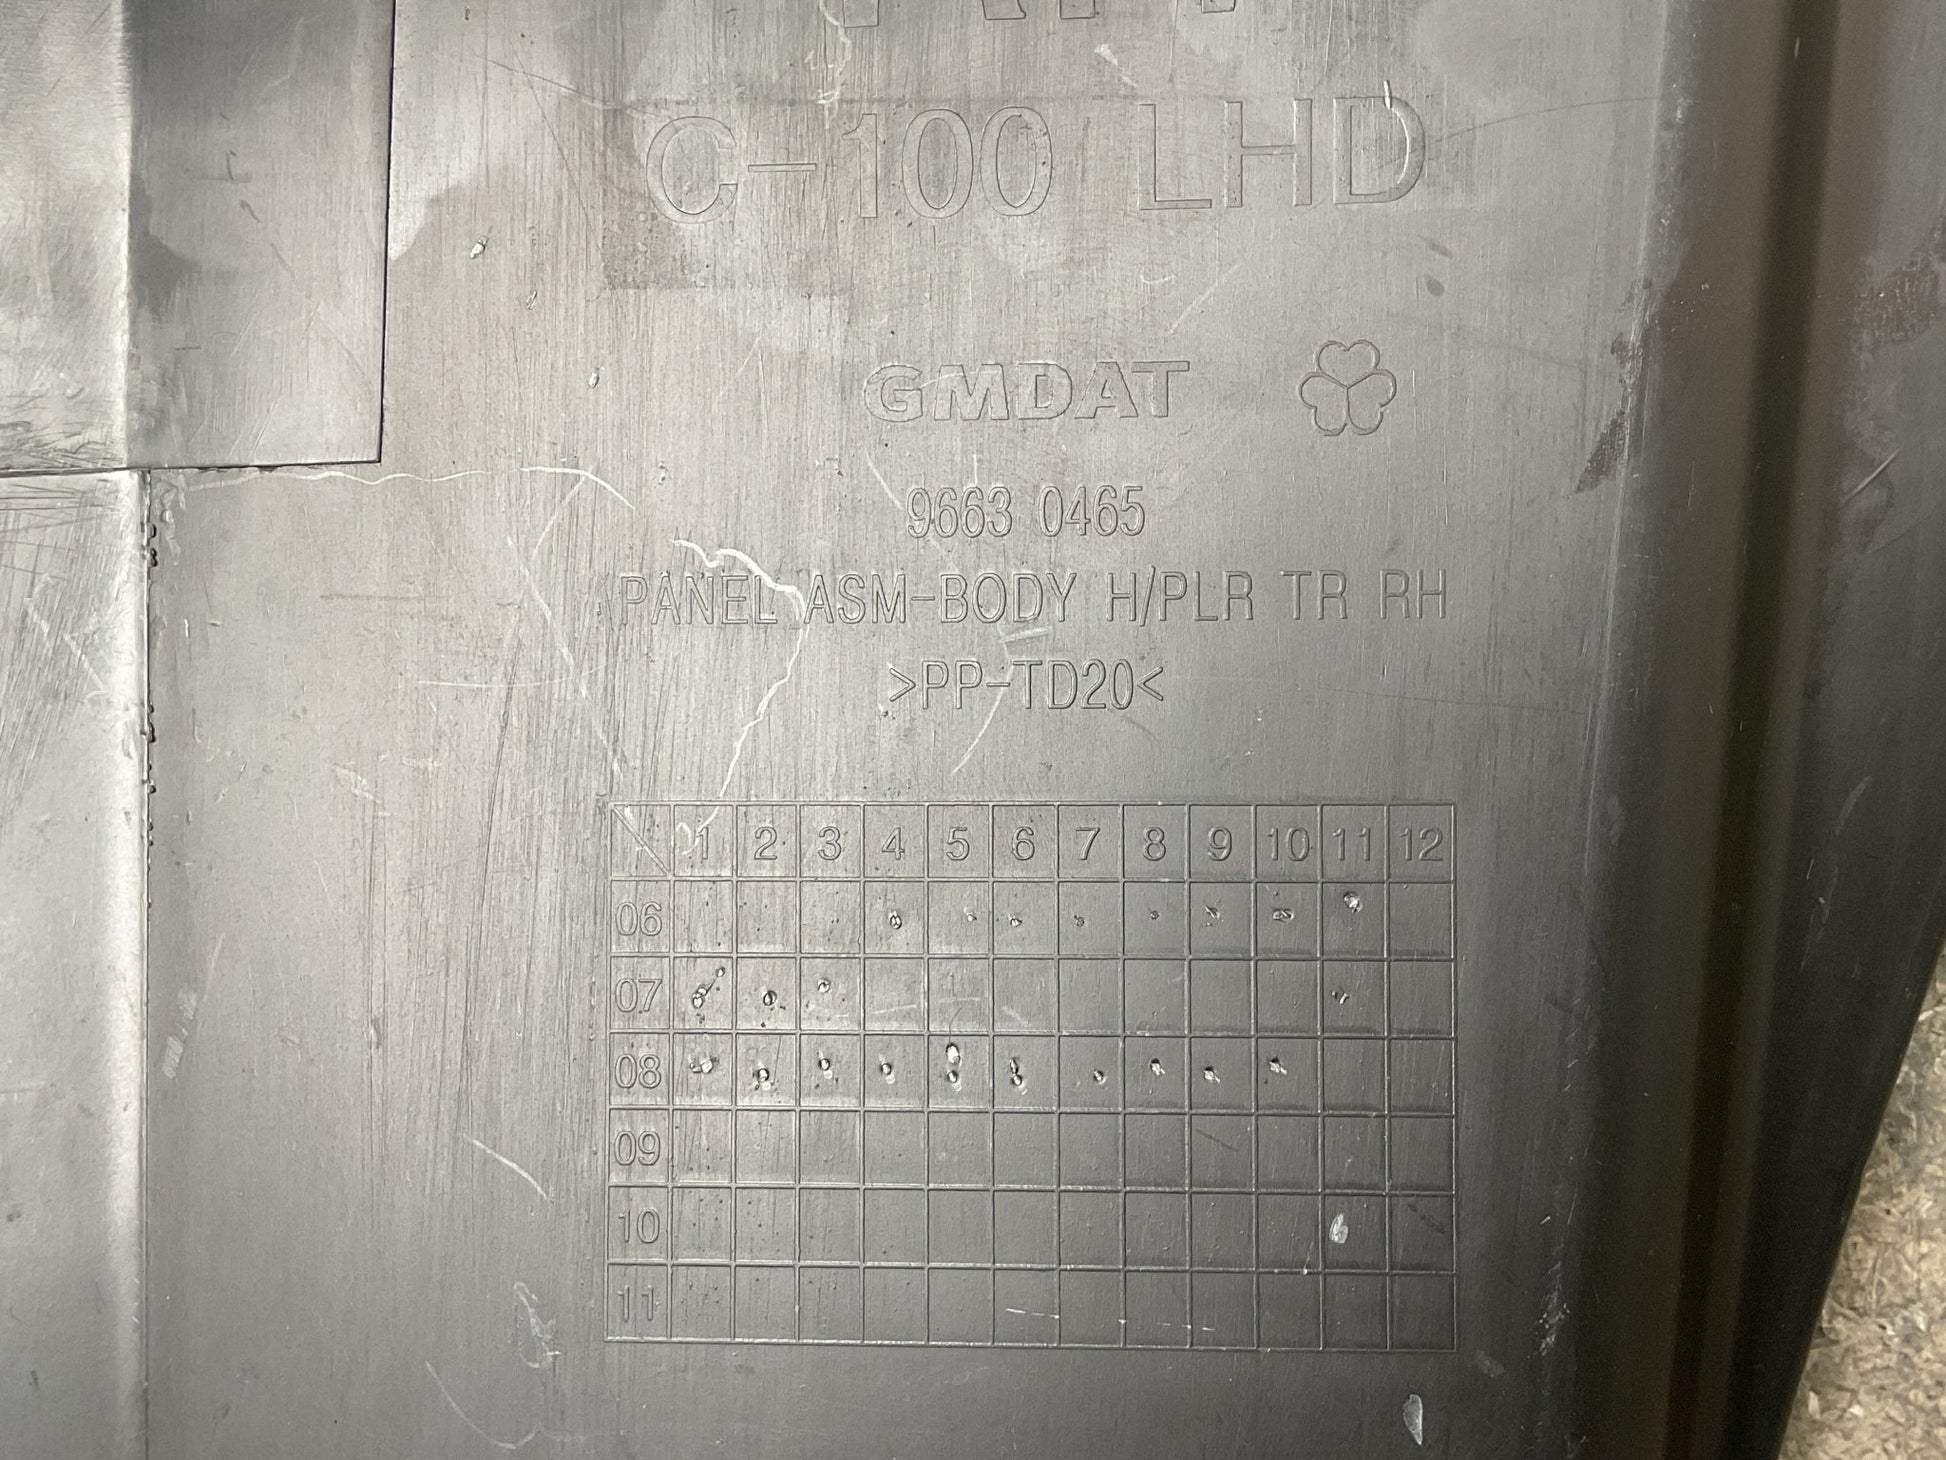 C-100 LHD
GMDAT
9663 0465
PANEL ASM-BODY H/PLR TR RH
>PP-TD20<
1 2 3 4 5 6 7 8 9 10 11 12
06
07
08
09
10
11